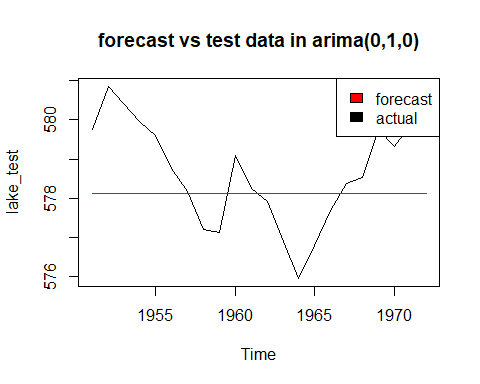 forecast vs test data in arima(0,1,0)
forecast
actual
lake_test
580
578
576
1955 1960 1965 1970
Time